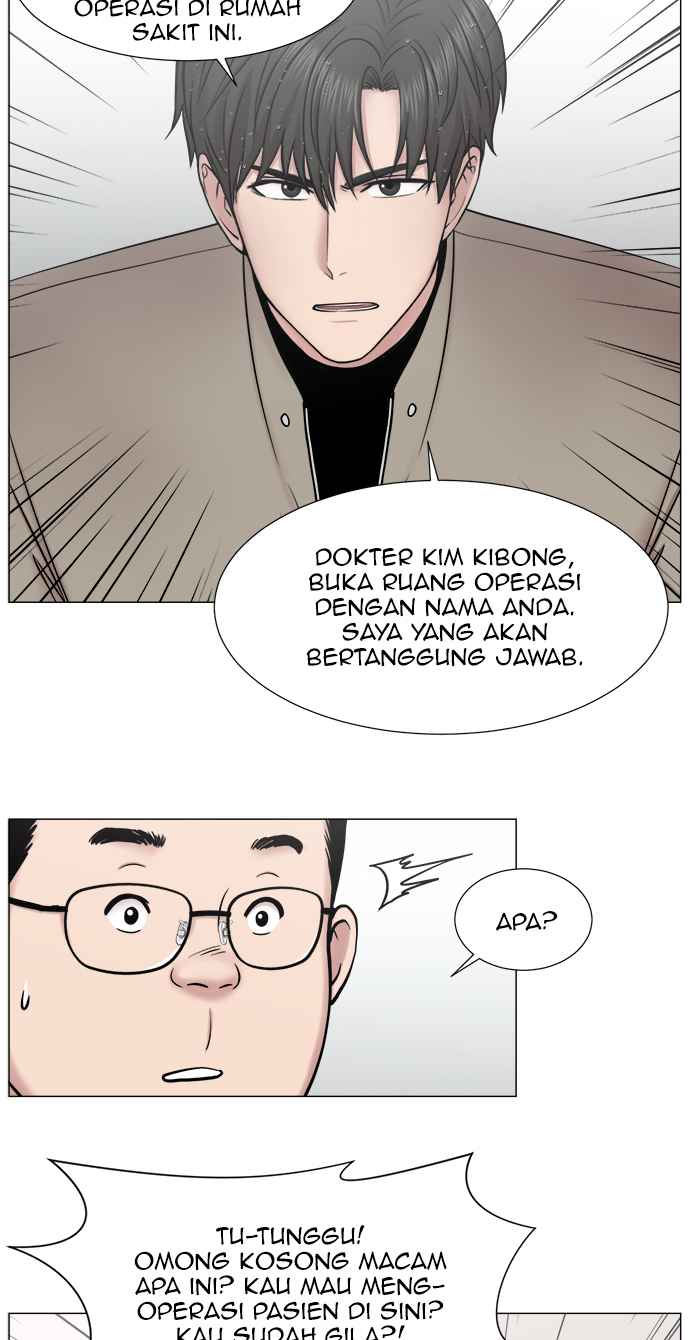 OPERASI DI RUMAH
SAKIT INI.
DOKTER KIM KIBONG,
BUKA RUANG OPERASI
DENGAN NAMA ANDA.
SAYA YANG AKAN
BERTANGGUNG JAWAB.
APA?
TU-TUNGGU!
OMONG KOSONG MACAM
APA INI? KAU MAU MENG-
OPERASI PASIEN DI SINI?
KAU SUDAH GILA?!